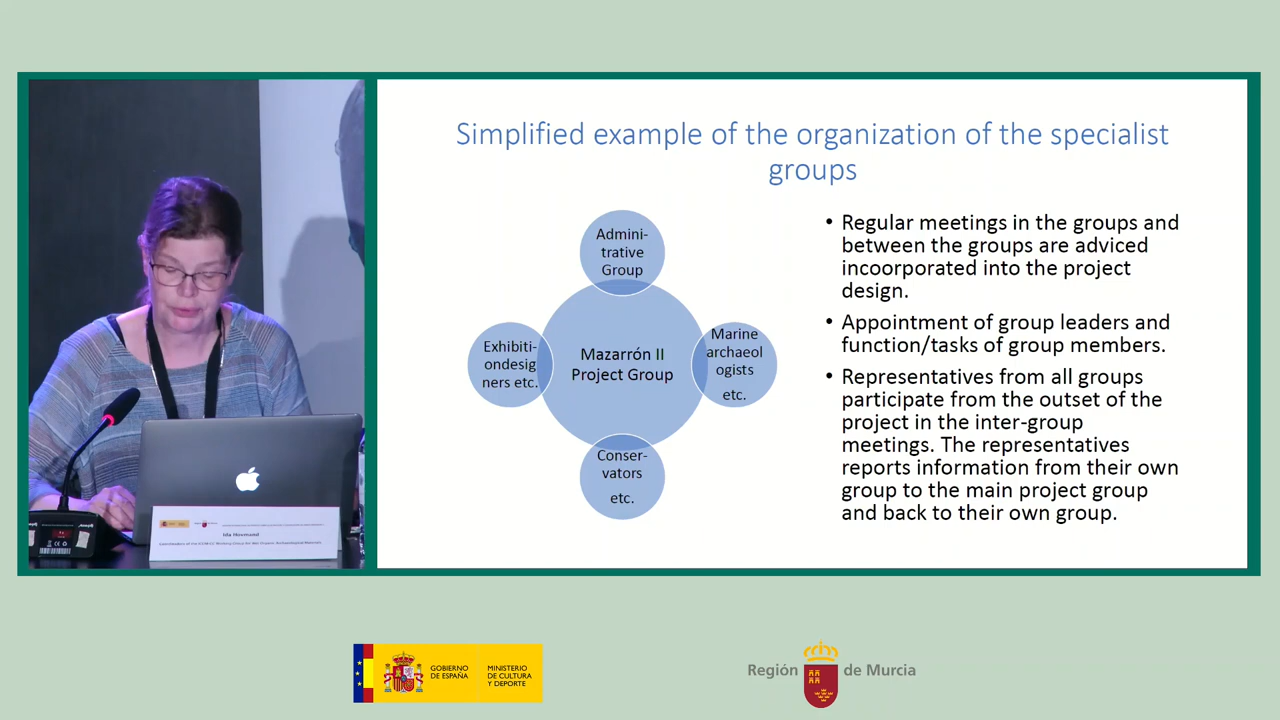 Simplified example of the organization of the specialist
groups
Admini-
trative
Group
Exhibiti-
ondesig
ners etc.
Mazarrón II
Project Group
Marine
archaeol
ogists
etc.
Conser-
vators
etc.
• Regular meetings in the groups and
between the groups are adviced
incoorporated into the project
design.
• Appointment of group leaders and
function/tasks of group members.
• Representatives from all groups
participate from the outset of the
project in the inter-group
meetings. The representatives
reports information from their own
group to the main project group
and back to their own group.
Ida Hovmand
GOBIERNO
DE ESPAÑA
MINISTERIO
DE CULTURA
Y DEPORTE
Región de Murcia